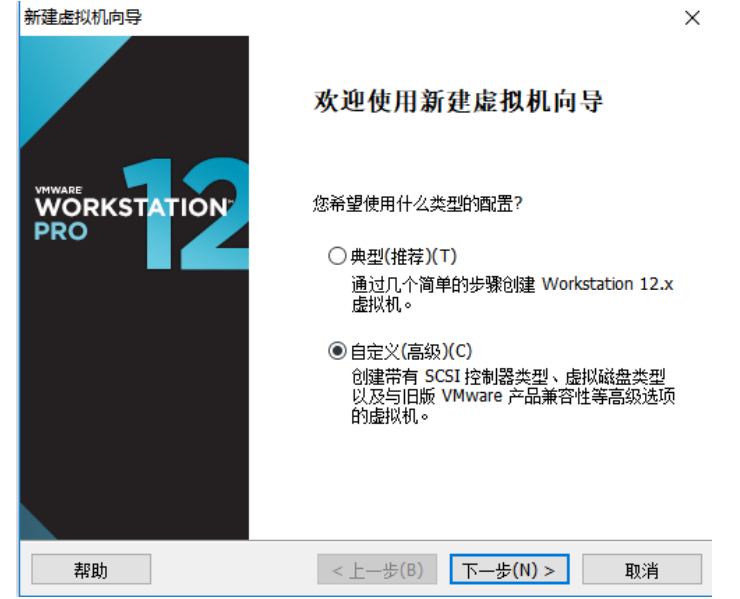 新建虚拟机向导
VMWARE
WORKSTATION™
PRO
12
欢迎使用新建虚拟机向导
您希望使用什么类型的配置?
典型(推荐)(T)
通过几个简单的步骤创建 Workstation 12.x
虚拟机。
自定义(高级)(C)
创建带有 SCSI 控制器类型、虚拟磁盘类型
以及与旧版 VMware 产品兼容性等高级选项
的虚拟机。
帮助
< 上一步(B)
下一步(N) >
取消